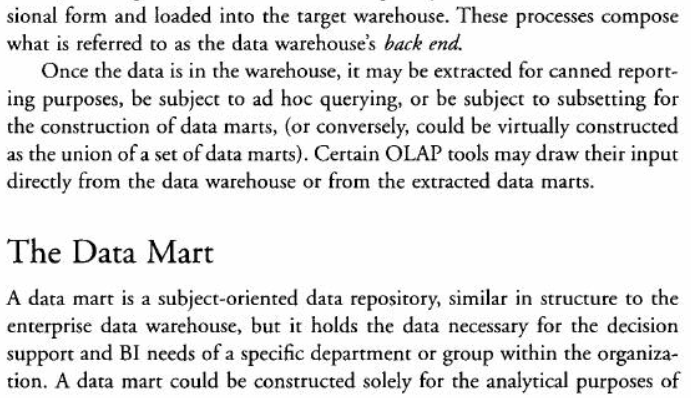 sional form and loaded into the target warehouse. These processes compose
what is referred to as the data warehouse's back end.
Once the data is in the warehouse, it may be extracted for canned report-
ing purposes, be subject to ad hoc querying, or be subject to subsetting for
the construction of data marts, (or conversely, could be virtually constructed
as the union of a set of data marts). Certain OLAP tools may draw their input
directly from the data warehouse or from the extracted data marts.
The Data Mart
A data mart is a subject-oriented data repository, similar in structure to the
enterprise data warehouse, but it holds the data necessary for the decision
support and BI needs of a specific department or group within the organiza-
tion. A data mart could be constructed solely for the analytical purposes of